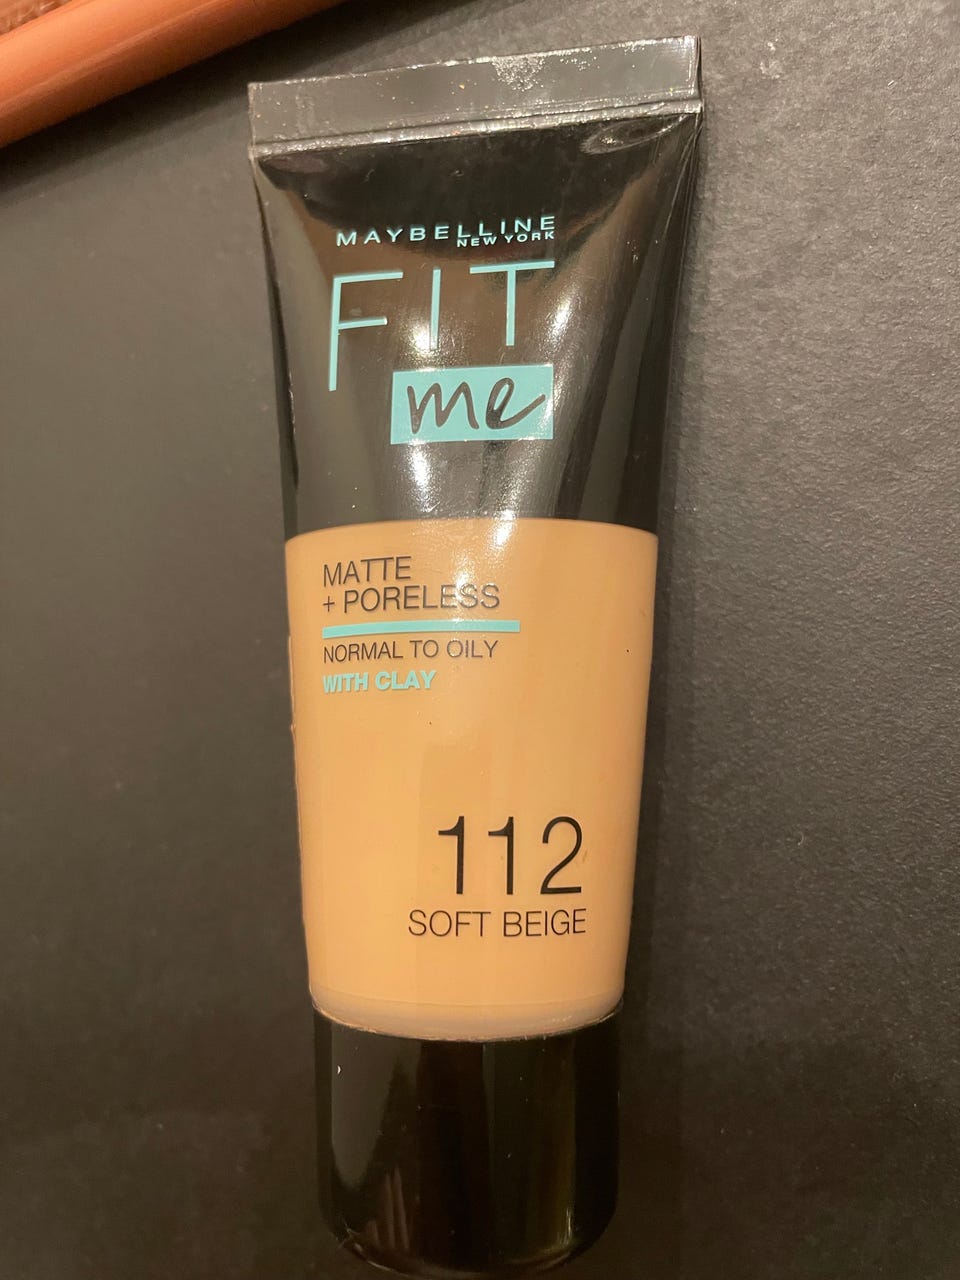 MAYBELLINE
NEW YORK
FIT
me
MATTE
+ PORELESS
NORMAL TO OILY
WITH CLAY
112
SOFT BEIGE